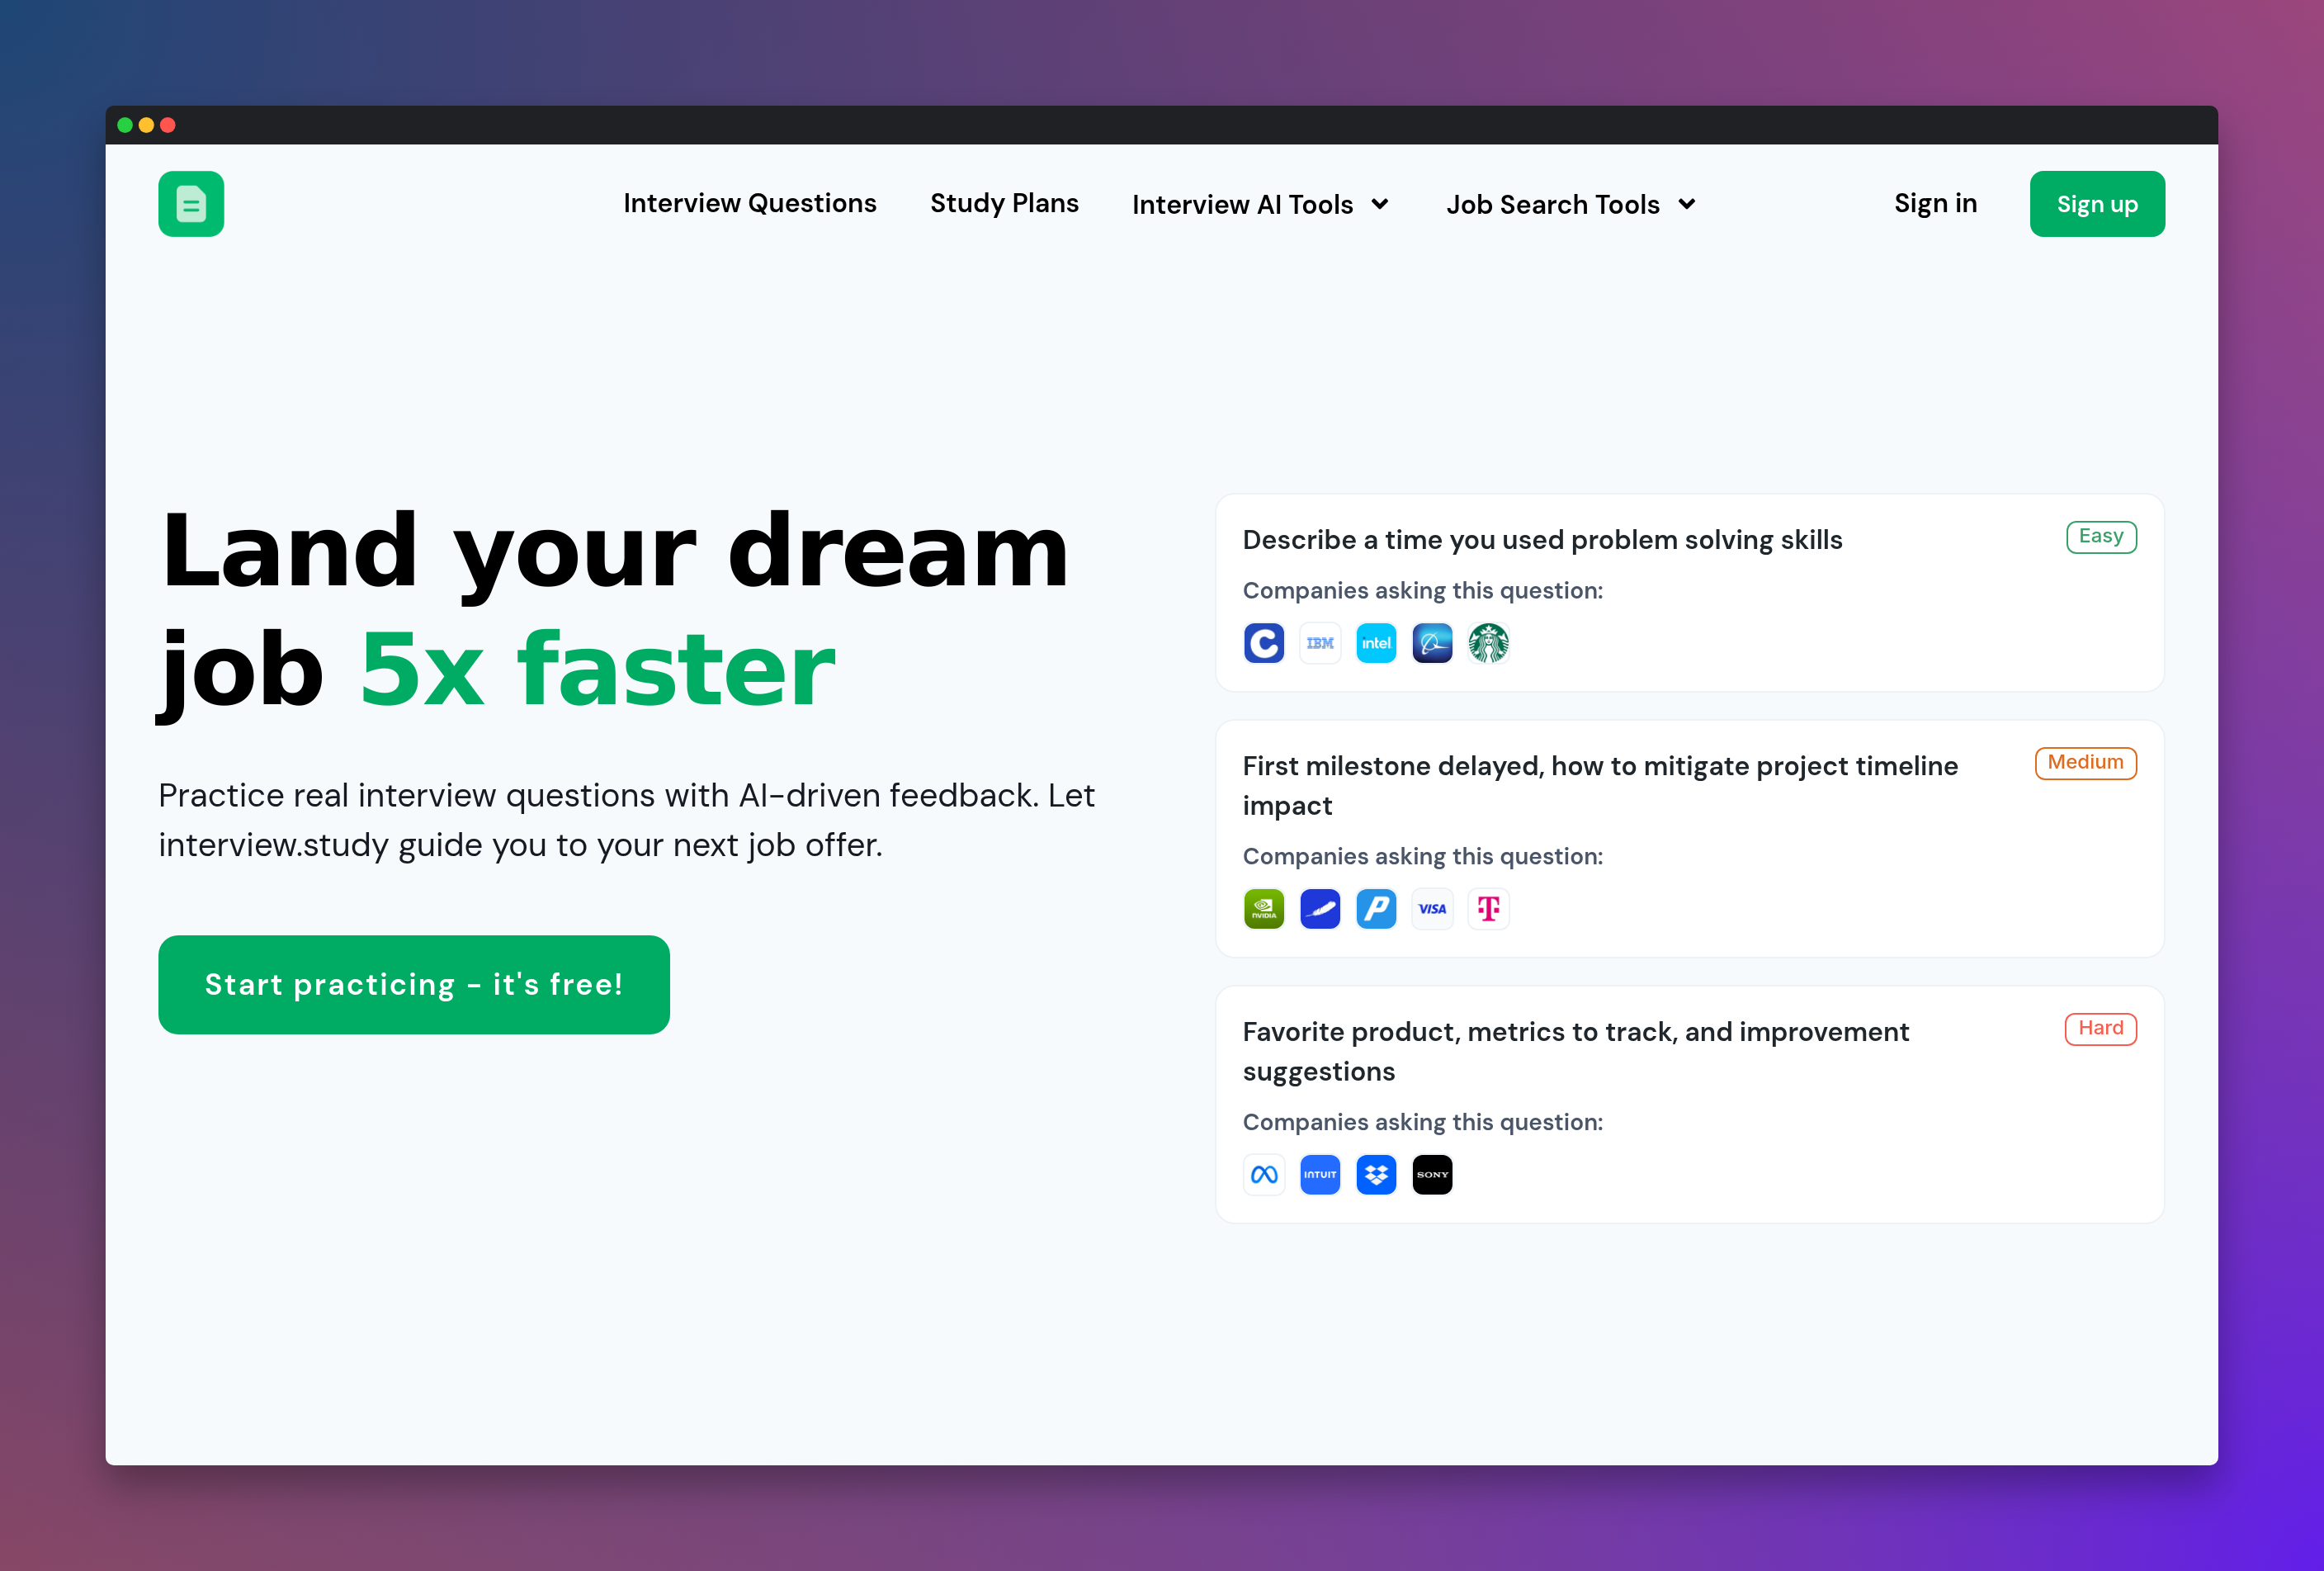 Interview Questions Study Plans Interview AI Tools Job Search Tools Sign in Sign up
Land your dream
job 5x faster
Practice real interview questions with AI-driven feedback. Let
interview.study guide you to your next job offer.
Start practicing - it's free!
Describe a time you used problem solving skills
Easy
Companies asking this question:
IBM intel
First milestone delayed, how to mitigate project timeline
impact
Medium
Companies asking this question:
NVIDIA VISA T
Favorite product, metrics to track, and improvement
suggestions
Hard
Companies asking this question:
INTUIT SONY